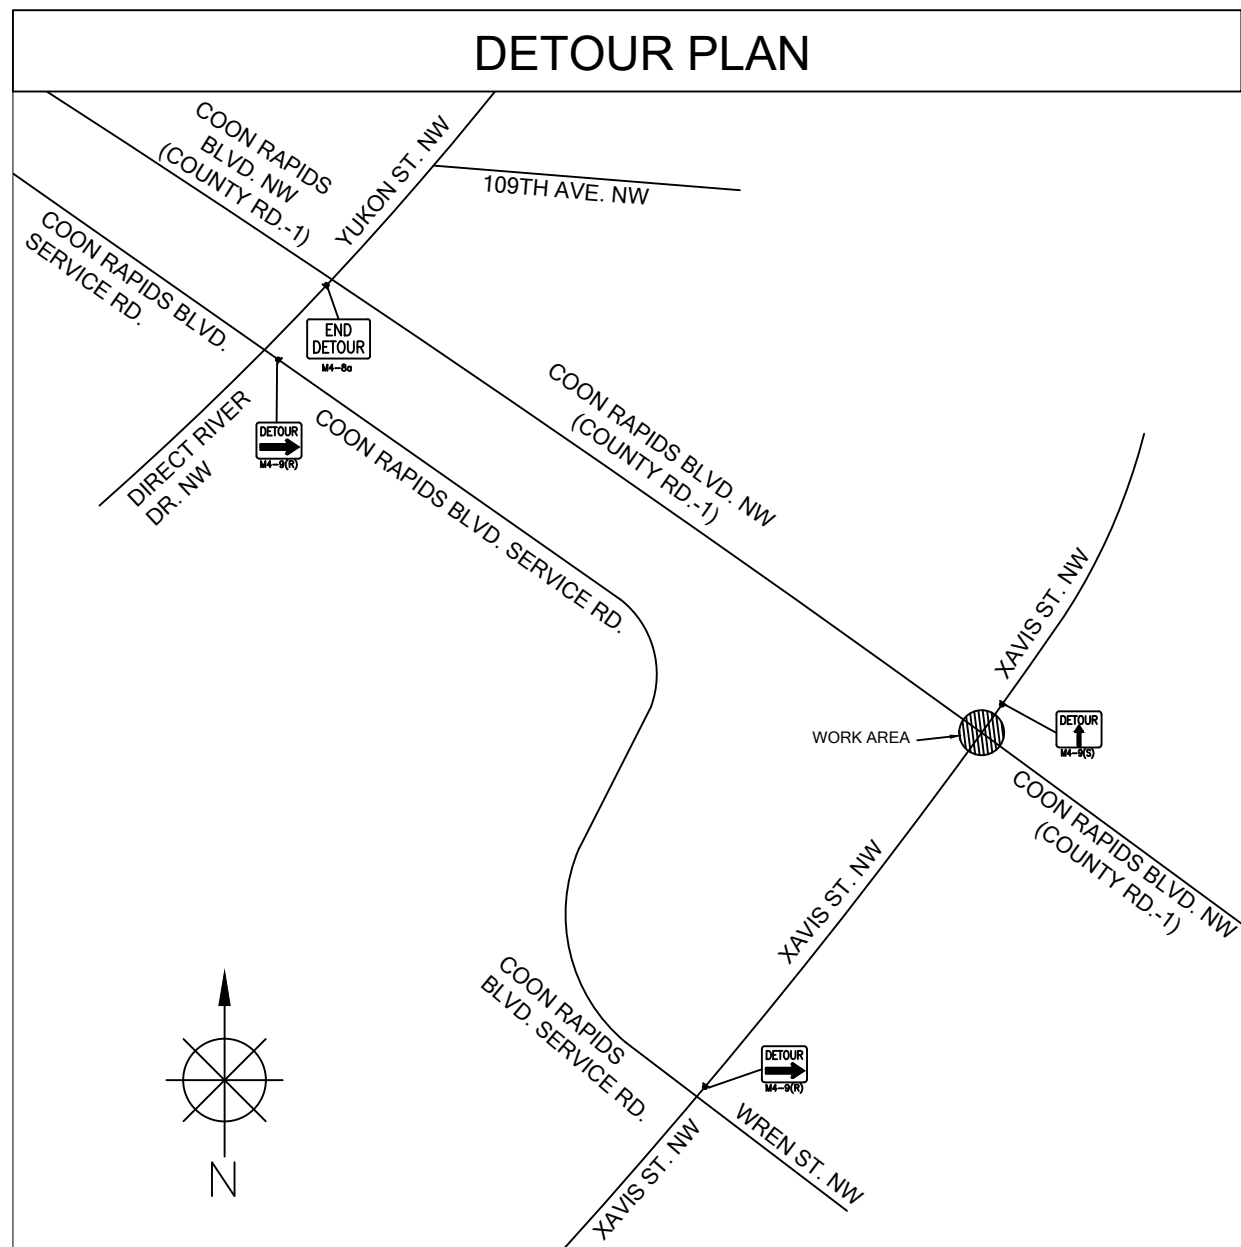 DETOUR PLAN
COON RAPIDS
BLVD. NW
(COUNTY RD.-1)
YUKON ST. NW
109TH AVE. NW
COON RAPIDS BLVD.
SERVICE RD.
END
DETOUR
M4-8a
DIRECT RIVER
DR. NW
DETOUR
M4-9(R)
COON RAPIDS BLVD. SERVICE RD.
COON RAPIDS BLVD. NW
(COUNTY RD.-1)
XAVIS ST. NW
WORK AREA
DETOUR
M4-9(S)
COON RAPIDS BLVD. NW
(COUNTY RD.-1)
XAVIS ST. NW
COON RAPIDS
BLVD. SERVICE RD.
DETOUR
M4-9(R)
WREN ST. NW
XAVIS ST. NW
N